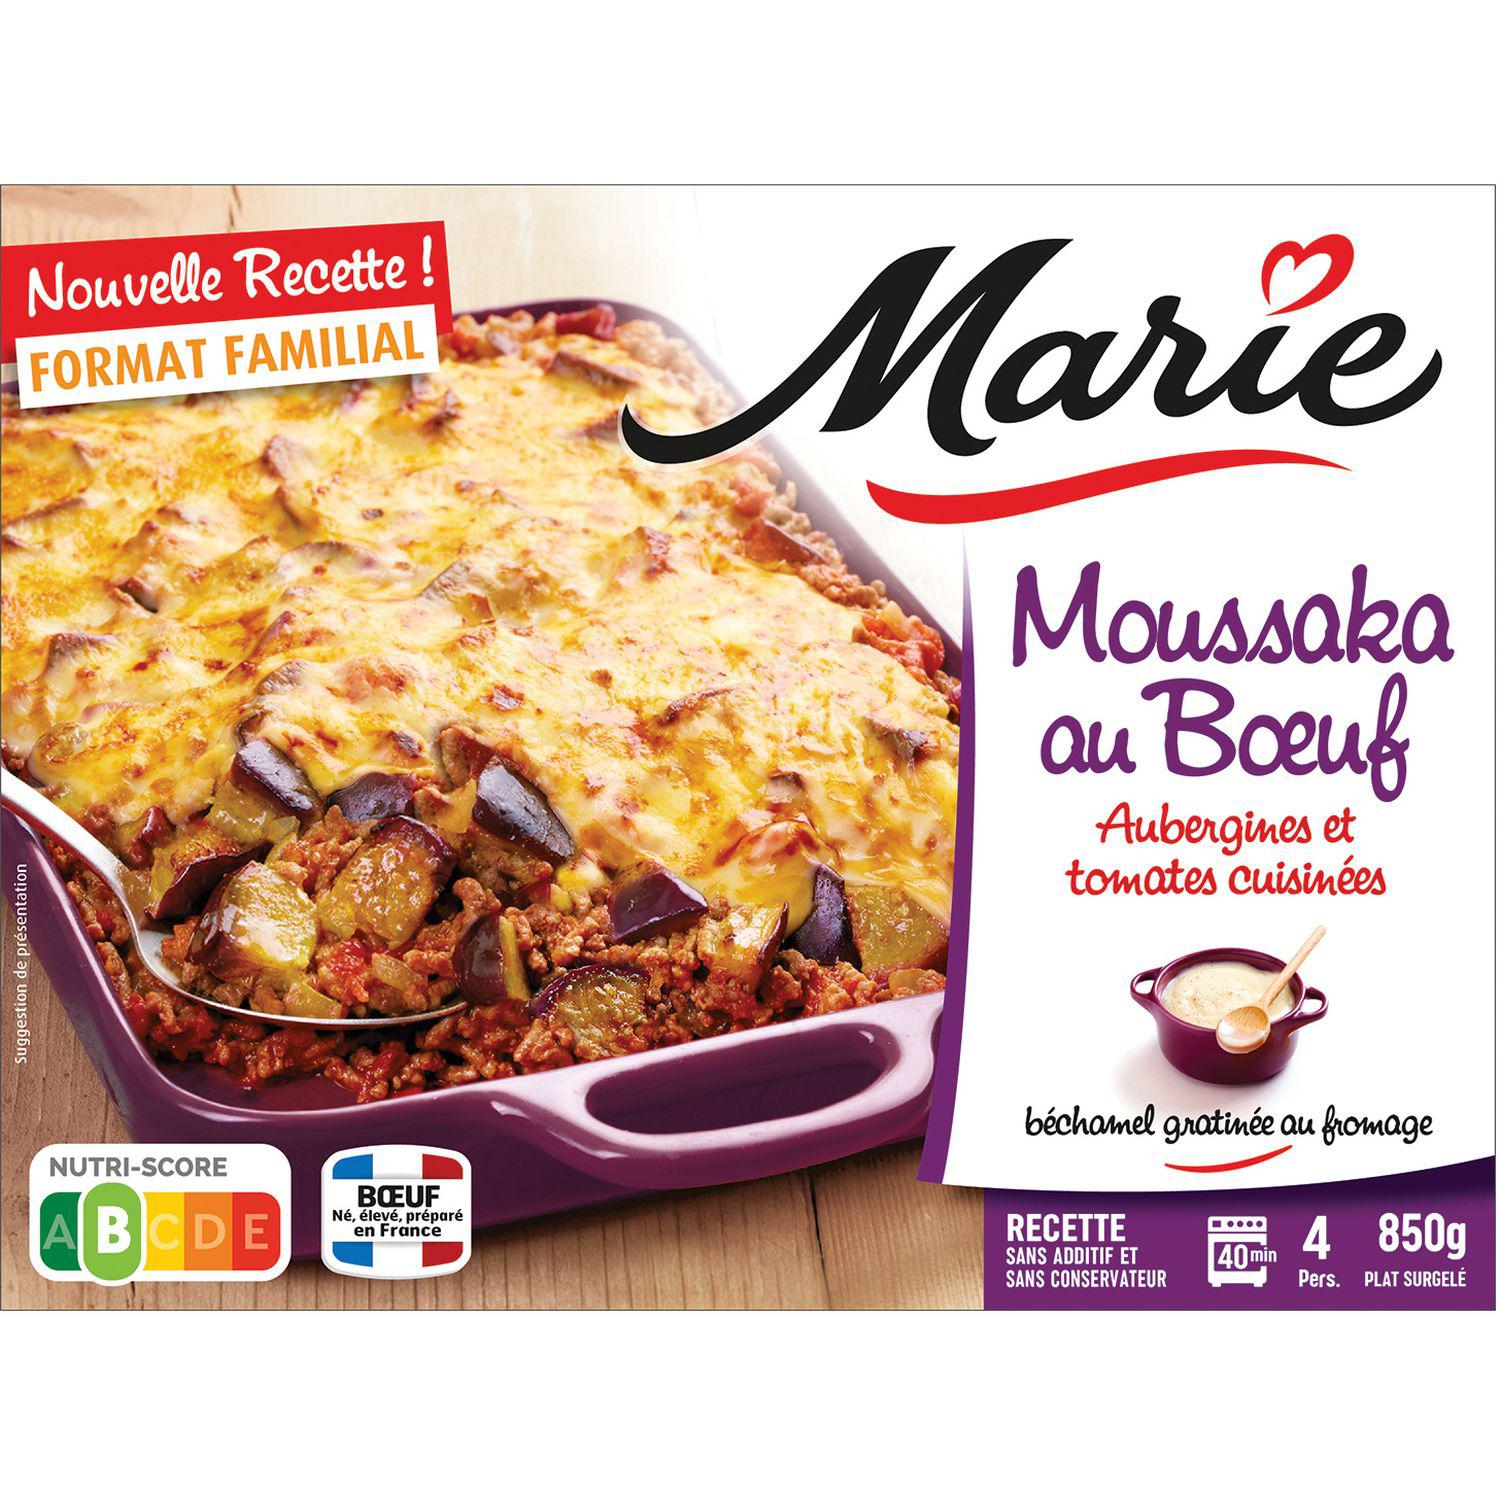 Nouvelle Recette !
FORMAT FAMILIAL
Marie
Moussaka
au Bœuf
Aubergines et
tomates cuisinées
béchamel gratinée au fromage
Suggestion de présentation
NUTRI-SCORE
A B C D E
BŒUF
Né, élevé, préparé
en France
RECETTE
SANS ADDITIF ET
SANS CONSERVATEUR
40min
4
Pers.
850g
PLAT SURGELÉ